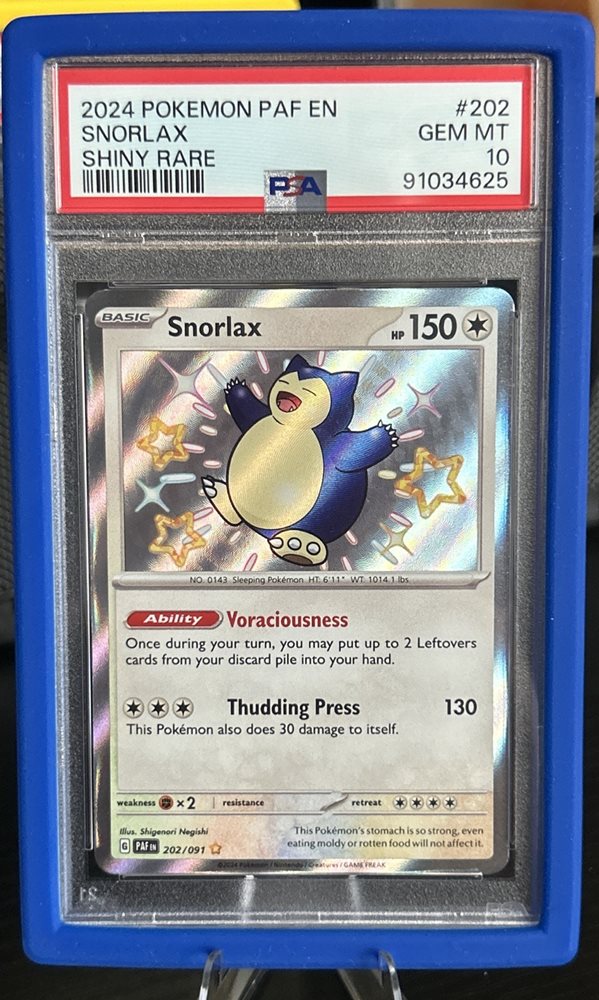 2024 POKEMON PAF EN #202
SNORLAX GEM MT
SHINY RARE 10
PSA 91034625
BASIC Snorlax HP 150
NO. 0143 Sleeping Pokémon HT: 6'11" WT: 1014.1 lbs
Ability Voraciousness
Once during your turn, you may put up to 2 Leftovers
cards from your discard pile into your hand.
Thudding Press 130
This Pokémon also does 30 damage to itself.
weakness ×2 resistance retreat
Illus. Shigenori Negishi
This Pokémon's stomach is so strong, even
G PAF EN 202/091
eating moldy or rotten food will not affect it.
©2024 Pokémon / Nintendo / Creatures / GAME FREAK